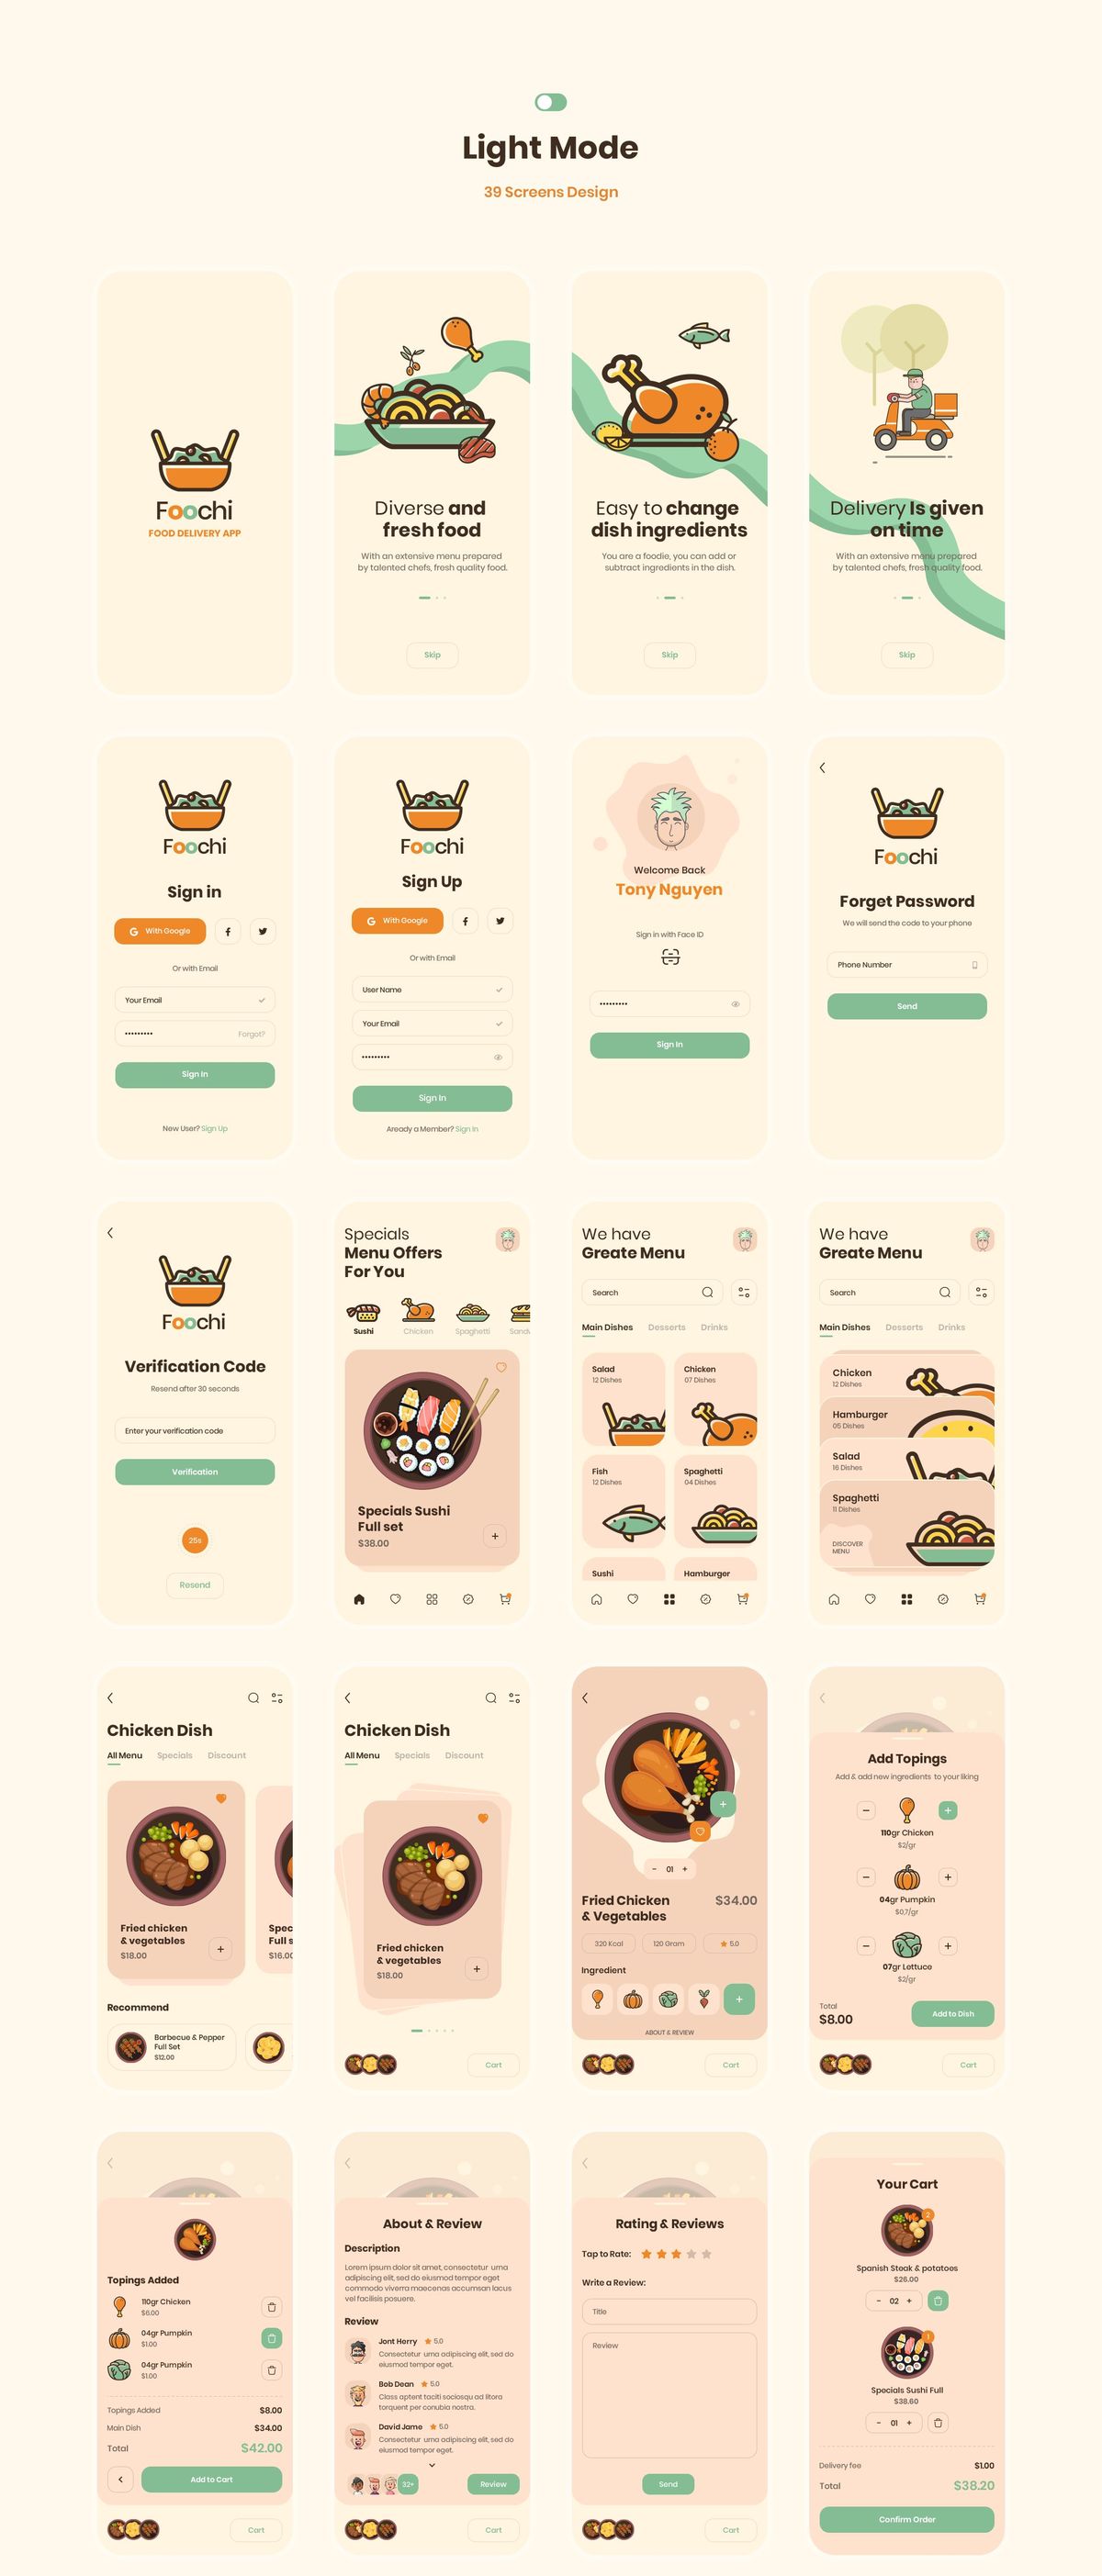 Light Mode
39 Screens Design
Foochi
FOOD DELIVERY APP
Diverse and
fresh food
With an extensive menu prepared
by talented chefs, fresh quality food.
Skip
Easy to change
dish ingredients
You are a foodie, you can add or
subtract ingredients in the dish.
Skip
Delivery Is given
on time
With an extensive menu prepared
by talented chefs, fresh quality food.
Skip
Foochi
Sign in
With Google
Or with Email
Your Email
Forgot?
Sign In
New User? Sign Up
Foochi
Sign Up
With Google
Or with Email
User Name
Your Email
Sign In
Aready a Member? Sign In
Welcome Back
Tony Nguyen
Sign in with Face ID
Sign In
Foochi
Forget Password
We will send the code to your phone
Phone Number
Send
Foochi
Verification Code
Resend after 30 seconds
Enter your verification code
Verification
25s
Resend
Specials
Menu Offers
For You
Sushi
Chicken
Spaghetti
Sandv
Specials Sushi
Full set
$38.00
We have
Greate Menu
Search
Main Dishes
Desserts
Drinks
Salad
12 Dishes
Chicken
07 Dishes
Fish
12 Dishes
Spaghetti
04 Dishes
Sushi
Hamburger
We have
Greate Menu
Search
Main Dishes
Desserts
Drinks
Chicken
12 Dishes
Hamburger
05 Dishes
Salad
16 Dishes
Spaghetti
11 Dishes
DISCOVER
MENU
Chicken Dish
All Menu
Specials
Discount
Fried chicken
& vegetables
$18.00
Spec
Full s
$16.00
Recommend
Barbecue & Pepper
Full Set
$12.00
Chicken Dish
All Menu
Specials
Discount
Fried chicken
& vegetables
$18.00
Cart
- 01 +
Fried Chicken
& Vegetables
$34.00
320 Kcal
120 Gram
5.0
Ingredient
ABOUT & REVIEW
Cart
Add Topings
Add & add new ingredients to your liking
110gr Chicken
$2/gr
04gr Pumpkin
$0,7/gr
07gr Lettuce
$2/gr
Total
$8.00
Add to Dish
Cart
Topings Added
110gr Chicken
$6.00
04gr Pumpkin
$1.00
04gr Pumpkin
$1.00
Topings Added
$8.00
Main Dish
$34.00
Total
$42.00
Add to Cart
Cart
About & Review
Description
Lorem ipsum dolor sit amet, consectetur urna
adipiscing elit, sed do eiusmod tempor eget
commodo viverra maecenas accumsan lacus
vel facilisis posuere.
Review
Jont Herry 5.0
Consectetur urna adipiscing elit, sed do
eiusmod tempor eget.
Bob Dean 5.0
Class aptent taciti sociosqu ad litora
torquent per conubia nostra.
David Jame 5.0
Consectetur urna adipiscing elit, sed do
eiusmod tempor eget.
32+
Review
Cart
Rating & Reviews
Tap to Rate:
Write a Review:
Title
Review
Send
Cart
Your Cart
2
Spanish Steak & potatoes
$26.00
- 02 +
1
Specials Sushi Full
$38.60
- 01 +
Delivery fee
$1.00
Total
$38.20
Confirm Order